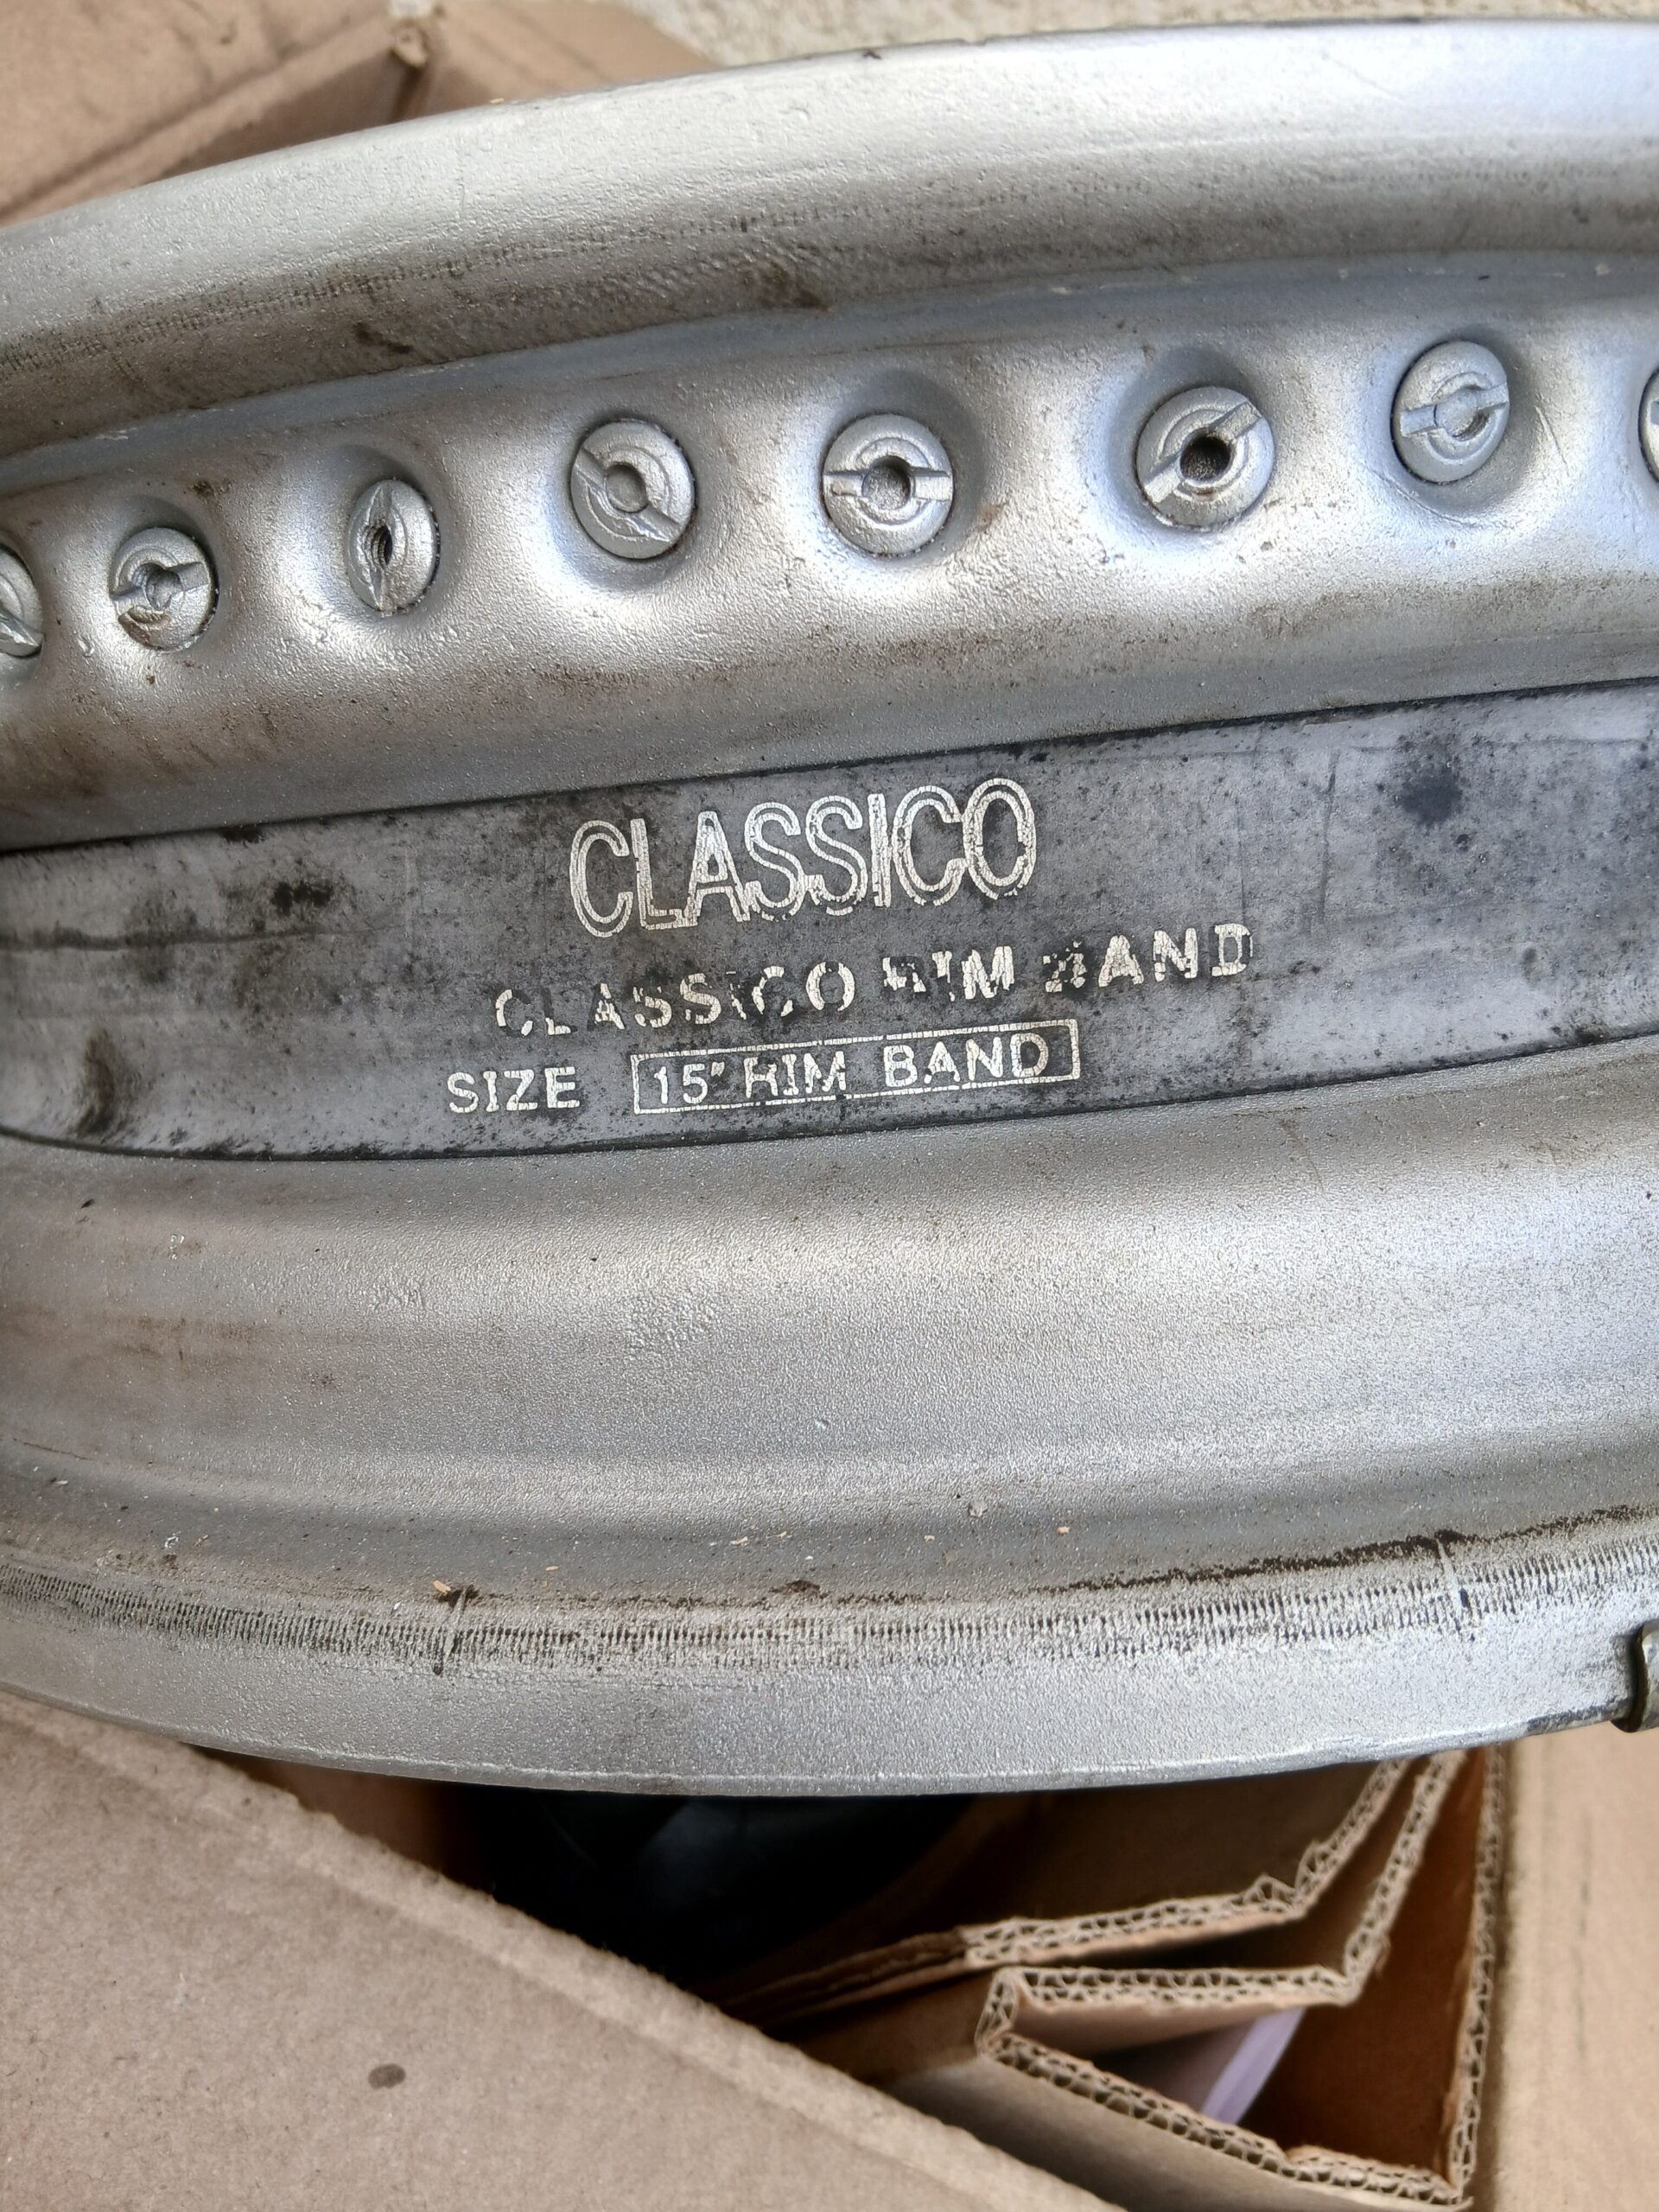 CLASSICO
CLASSICO RIM BAND
SIZE 15" RIM BAND